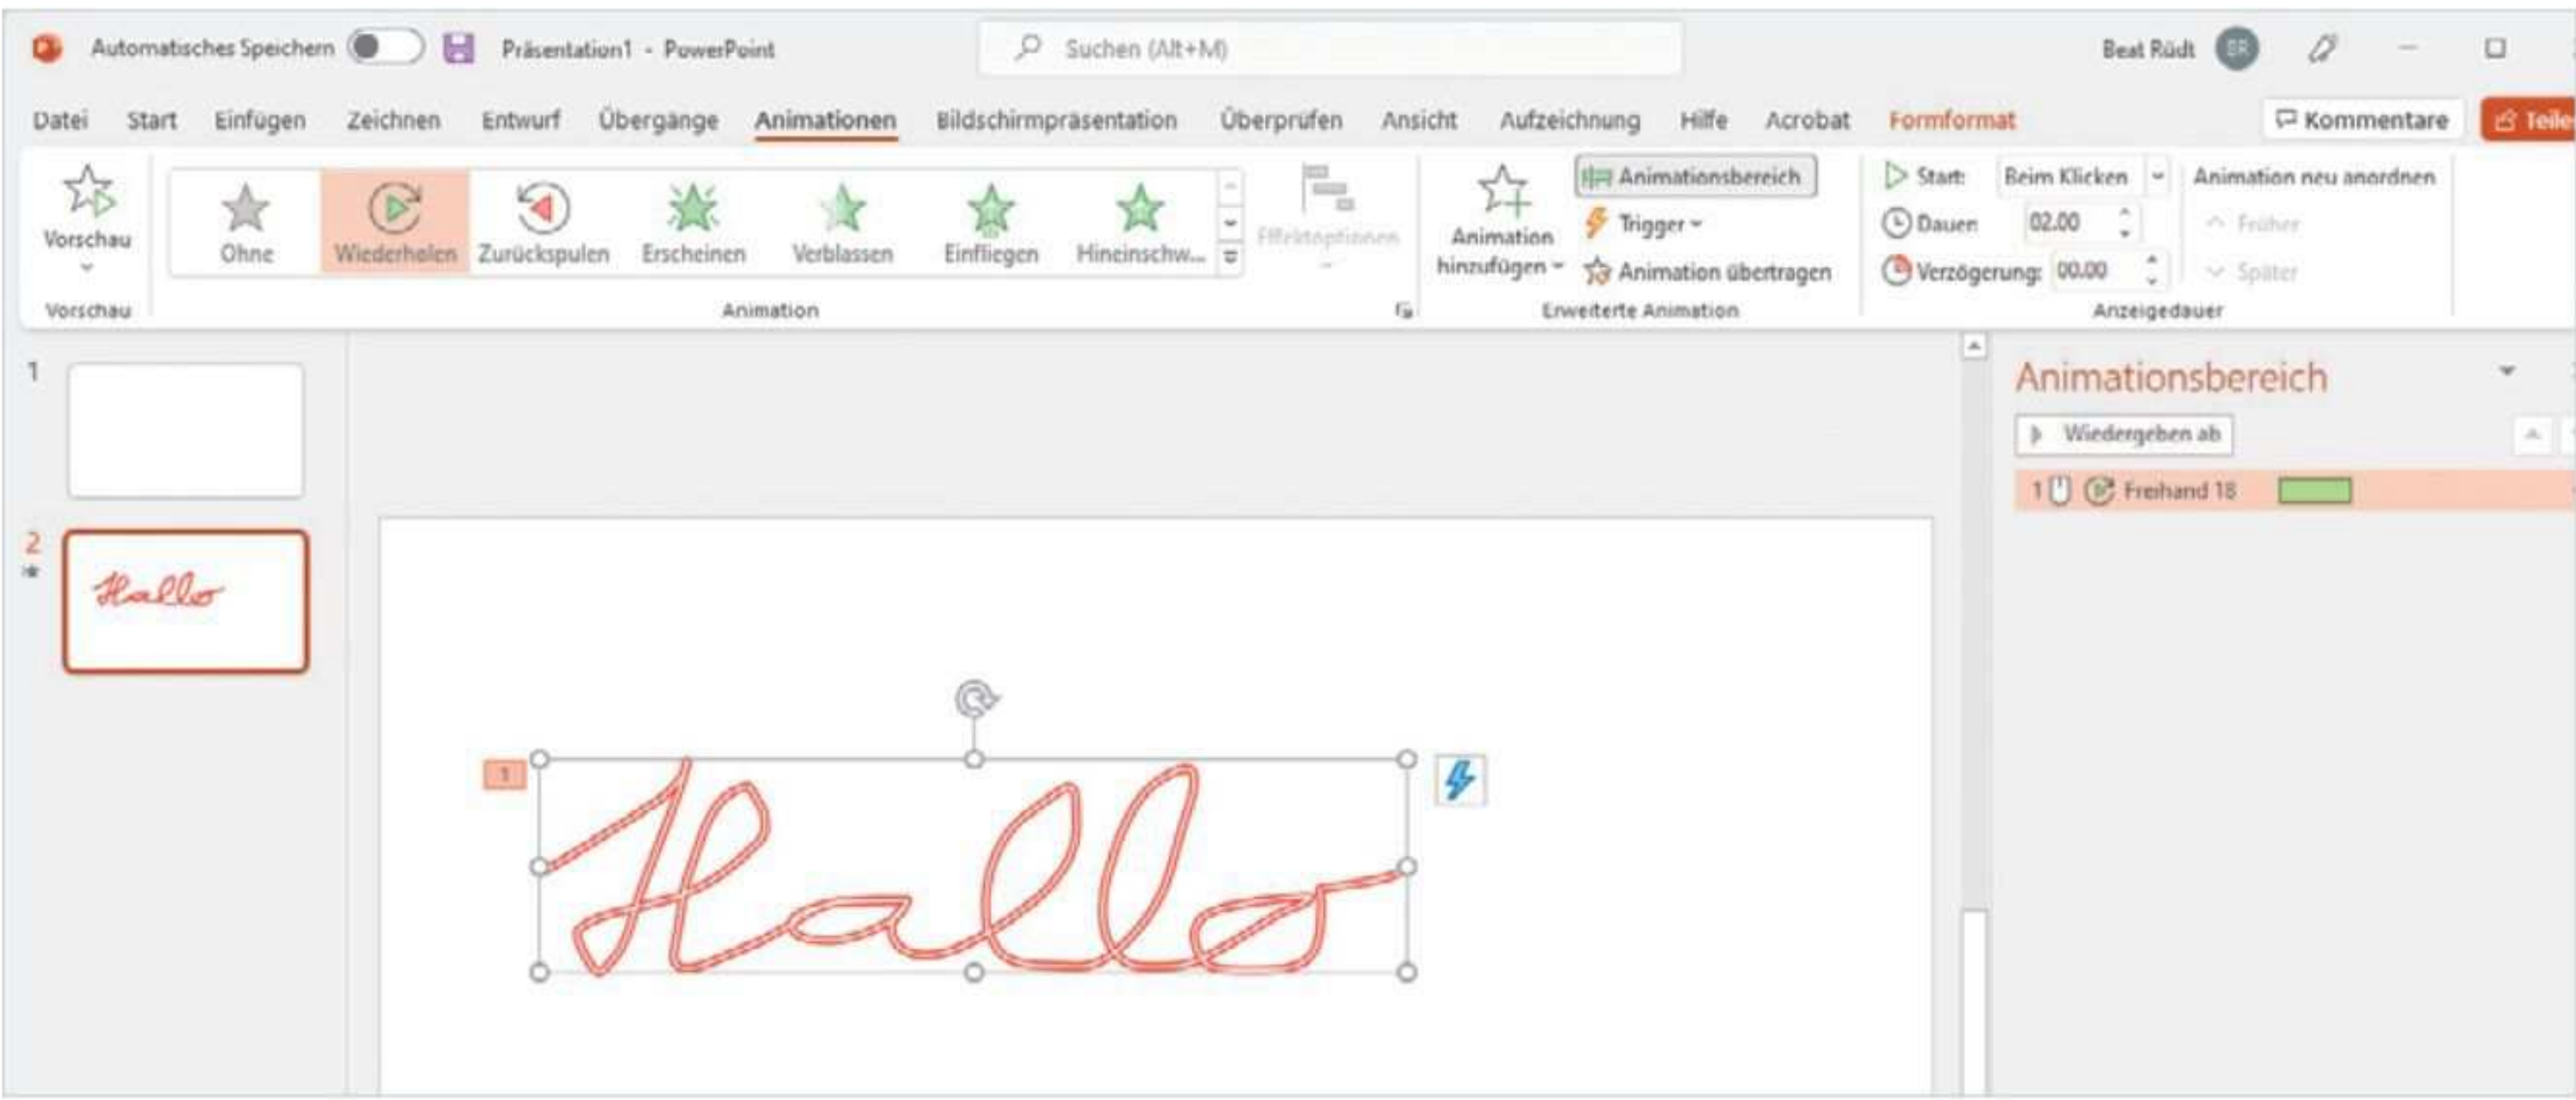 Automatisches Speichern Präsentation1 - PowerPoint Suchen (Alt+M) Beat Rüdt BR
Datei Start Einfügen Zeichnen Entwurf Übergänge Animationen Bildschirmpräsentation Überprüfen Ansicht Aufzeichnung Hilfe Acrobat Formformat Kommentare Teile
Vorschau
Ohne Wiederholen Zurückspulen Erscheinen Verblassen Einfliegen Hineinschw...
Effektoptionen
Animation hinzufügen
Animationsbereich
Trigger
Animation übertragen
Start: Beim Klicken
Dauer: 02.00
Verzögerung: 00.00
Animation neu anordnen
Früher
Später
Vorschau Animation Erweiterte Animation Anzeigedauer
1
2
Hallo
1
Hallo
Animationsbereich
Wiedergeben ab
1 Freihand 18